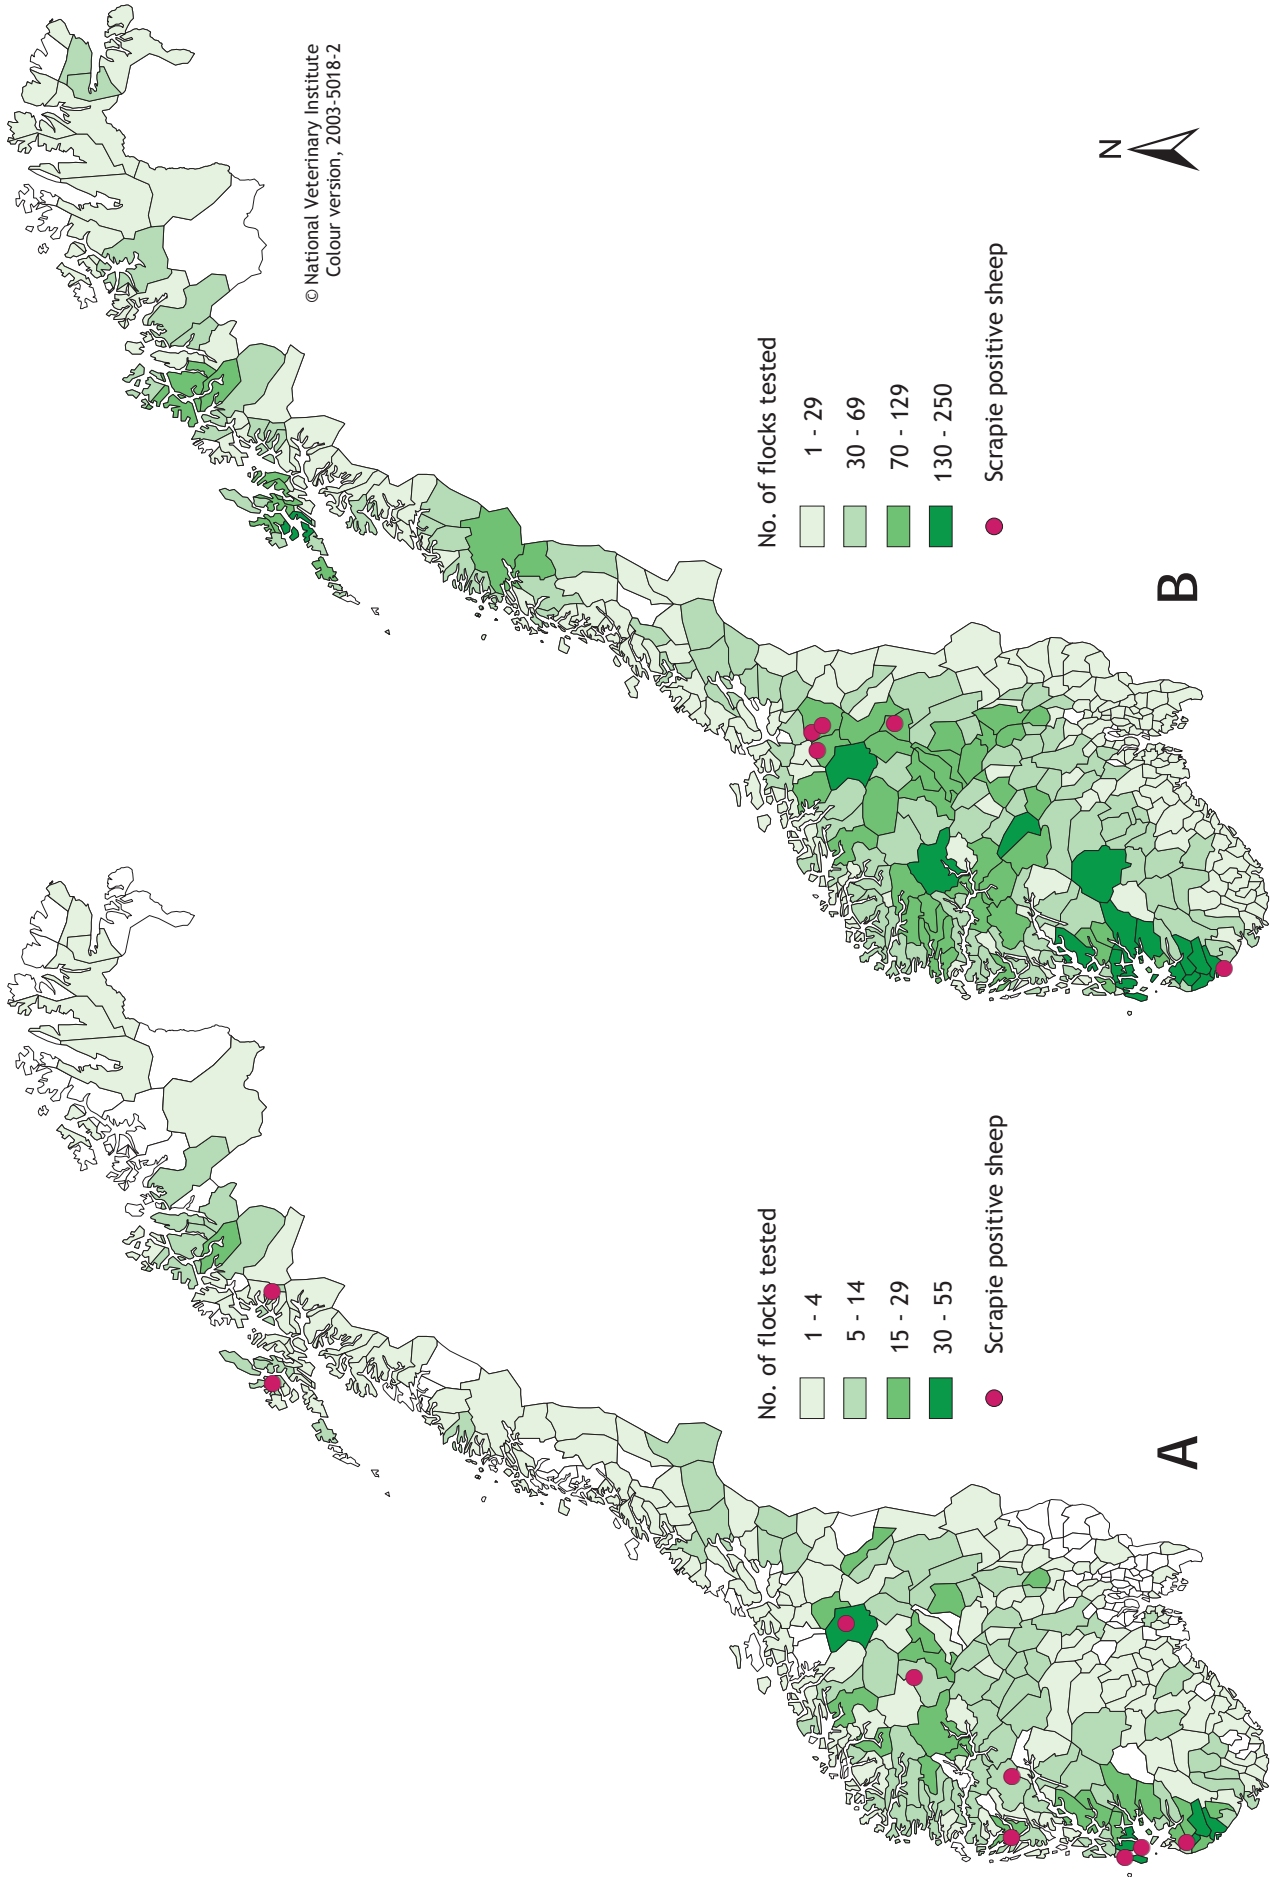 © National Veterinary Institute
Colour version, 2003-5018-2
N
A
No. of flocks tested
1 - 4
5 - 14
15 - 29
30 - 55
Scrapie positive sheep
B
No. of flocks tested
1 - 29
30 - 69
70 - 129
130 - 250
Scrapie positive sheep